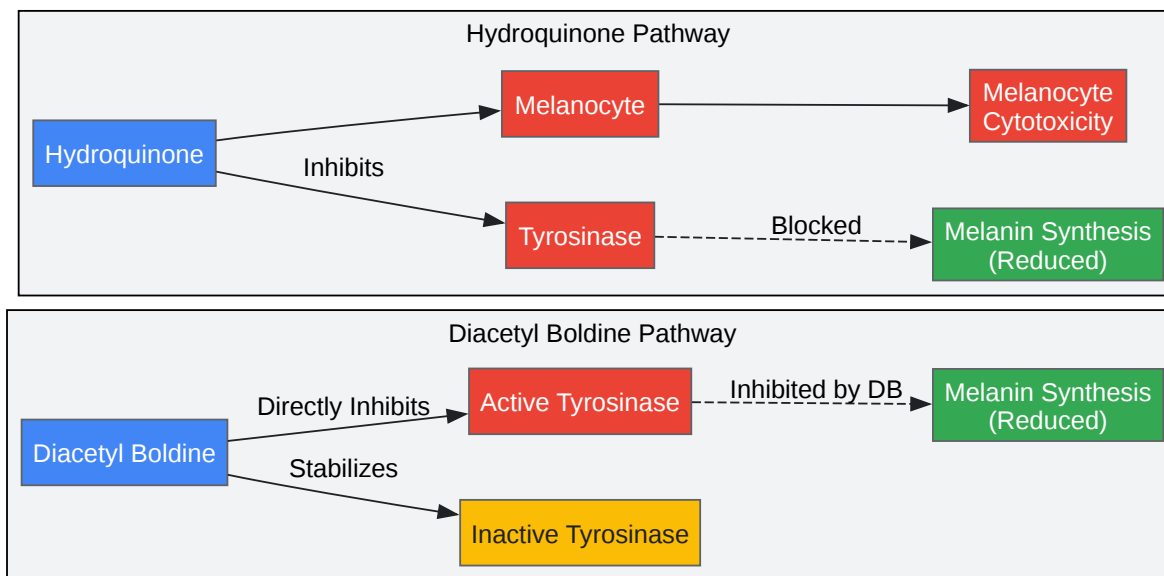 Hydroquinone Pathway
Hydroquinone
Inhibits
Melanocyte
Melanocyte
Cytotoxicity
Tyrosinase
Blocked
Melanin Synthesis
(Reduced)
Diacetyl Boldine Pathway
Diacetyl Boldine
Directly Inhibits
Stabilizes
Active Tyrosinase
Inhibited by DB
Melanin Synthesis
(Reduced)
Inactive Tyrosinase